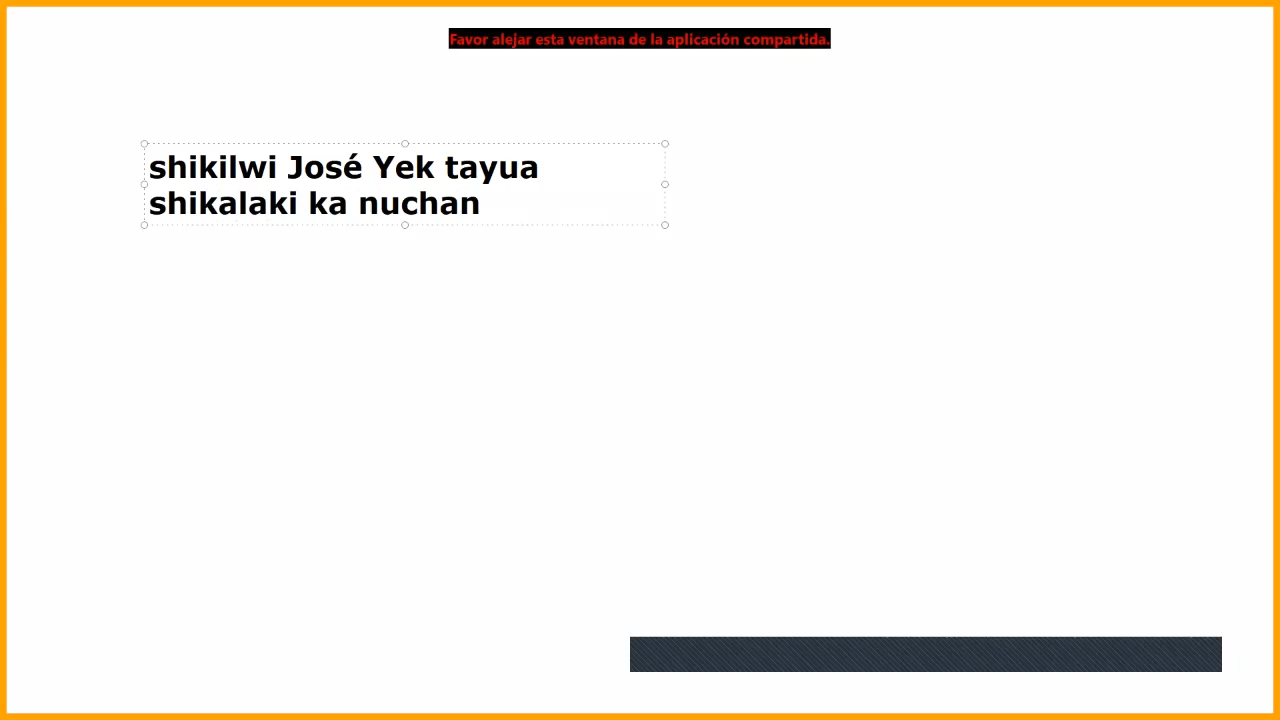 Favor alejar esta ventana de la aplicación compartida.
shikilwi José Yek tayua
shikalaki ka nuchan